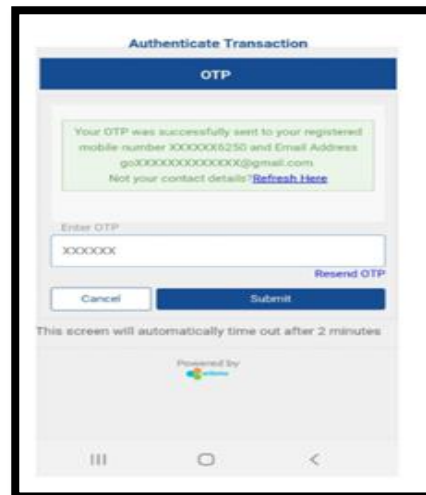 Authenticate Transaction
OTP
Your OTP was successfully sent to your registered
mobile number XXXXXX6250 and Email Address
goXXXXXXXXXXXXX@gmail.com
Not your contact details?Refresh Here
Enter OTP
XXXXXX
Resend OTP
Cancel
Submit
This screen will automatically time out after 2 minutes
Powered by